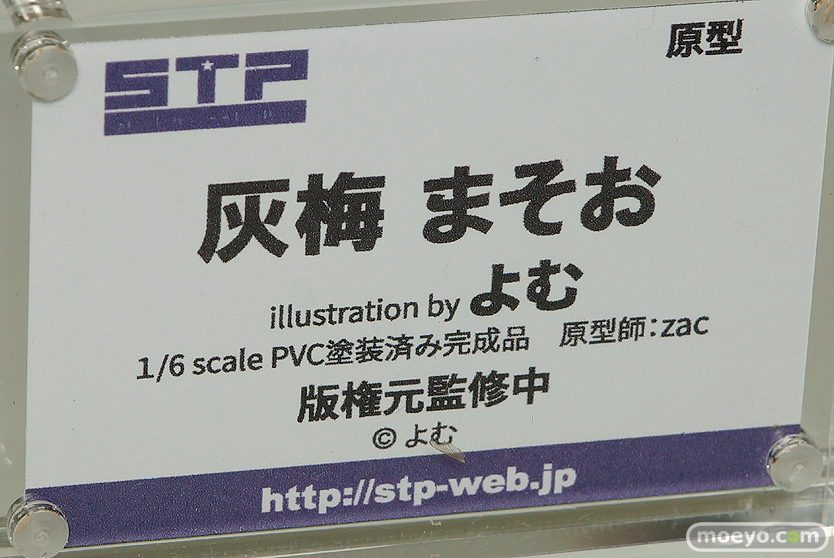 原型
STP
灰梅 まそお
illustration by よむ
1/6 scale PVC塗装済み完成品　原型師：zac
版権元監修中
© よむ
http://stp-web.jp
moeyo.com